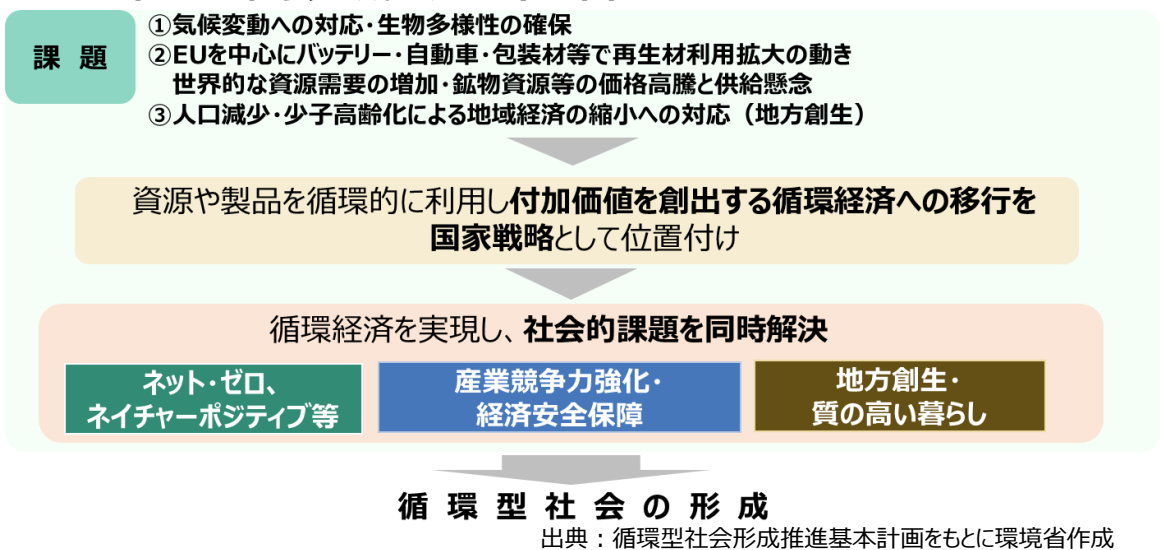 課 題
①気候変動への対応・生物多様性の確保
②EUを中心にバッテリー・自動車・包装材等で再生材利用拡大の動き
世界的な資源需要の増加・鉱物資源等の価格高騰と供給懸念
③人口減少・少子高齢化による地域経済の縮小への対応（地方創生）
資源や製品を循環的に利用し付加価値を創出する循環経済への移行を
国家戦略として位置付け
循環経済を実現し、社会的課題を同時解決
ネット・ゼロ、
ネイチャーポジティブ等
産業競争力強化・
経済安全保障
地方創生・
質の高い暮らし
循 環 型 社 会 の 形 成
出典：循環型社会形成推進基本計画をもとに環境省作成